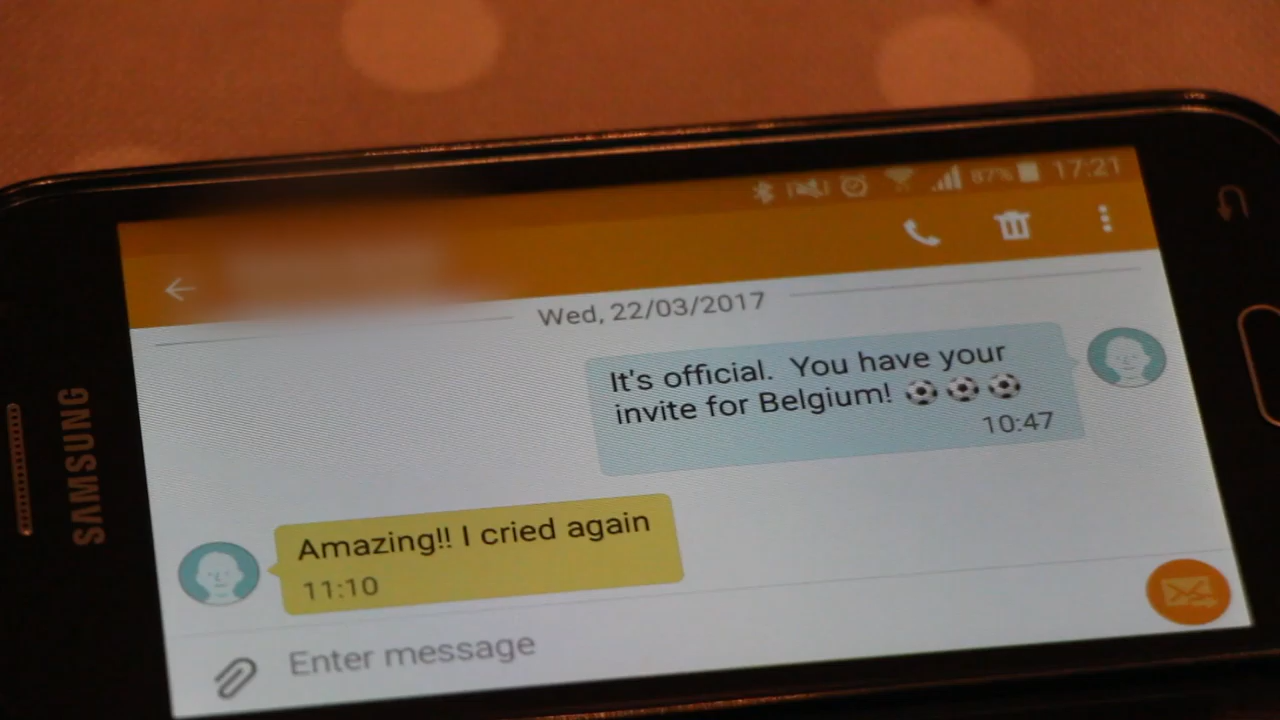 87% 17:21
Wed, 22/03/2017
It's official. You have your
invite for Belgium! ⚽ ⚽ ⚽
10:47
Amazing!! I cried again
11:10
Enter message
SAMSUNG